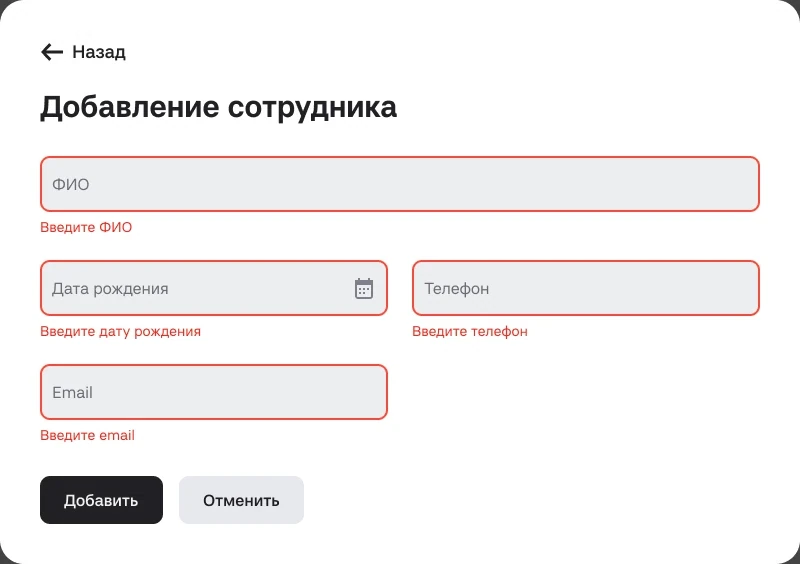 Назад
Добавление сотрудника
ФИО
Введите ФИО
Дата рождения
Телефон
Введите дату рождения
Введите телефон
Email
Введите email
Добавить
Отменить